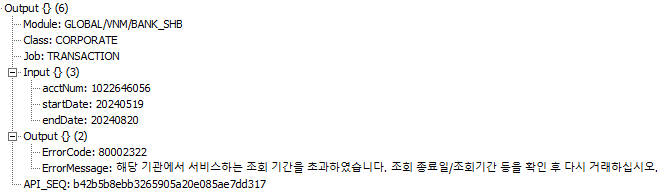 Output {} (6)
Module: GLOBAL/VNM/BANK_SHB
Class: CORPORATE
Job: TRANSACTION
Input {} (3)
acctNum: 1022646056
startDate: 20240519
endDate: 20240820
Output {} (2)
ErrorCode: 80002322
ErrorMessage: 해당 기관에서 서비스하는 조회 기간을 초과하였습니다. 조회 종료일/조회기간 등을 확인 후 다시 거래하십시오.
API_SEQ: b42b5b8ebb3265905a20e085ae7dd317